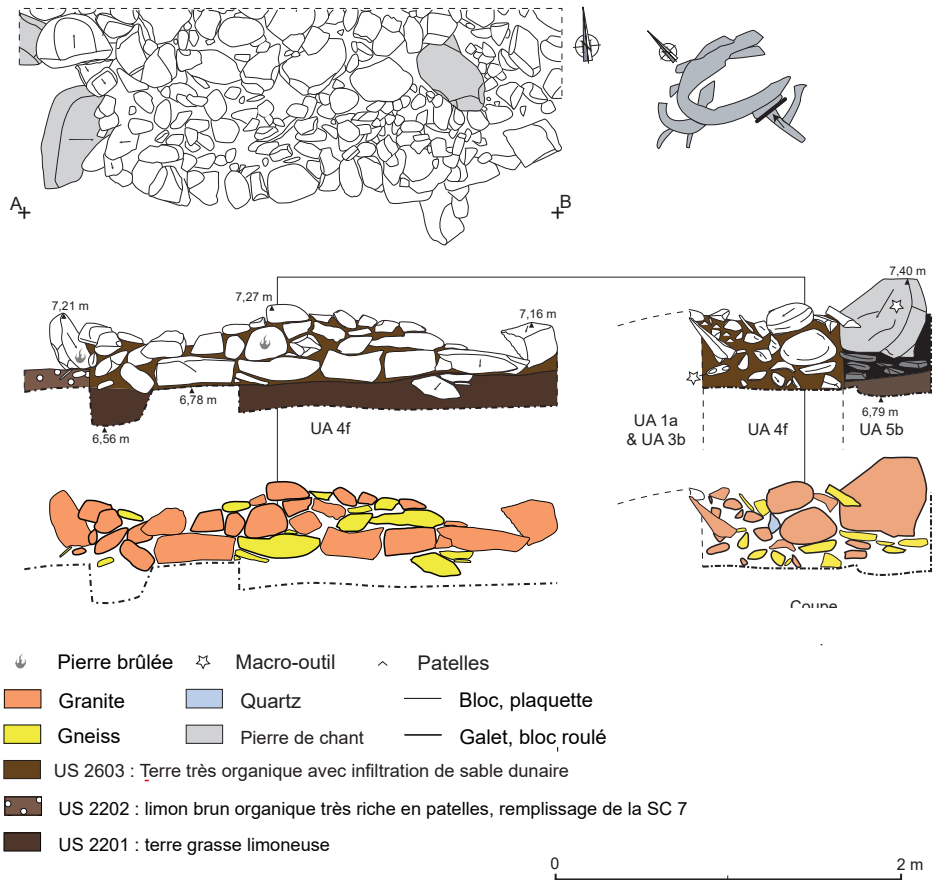 A
B
7,21 m
7,27 m
7,16 m
7,40 m
6,56 m
6,78 m
UA 4f
UA 1a
& UA 3b
UA 4f
6,79 m
UA 5b
Coupe
Pierre brûlée
Macro-outil
Patelles
Granite
Quartz
Bloc, plaquette
Gneiss
Pierre de chant
Galet, bloc roulé
US 2603 : Terre très organique avec infiltration de sable dunaire
US 2202 : limon brun organique très riche en patelles, remplissage de la SC 7
US 2201 : terre grasse limoneuse
0
2 m